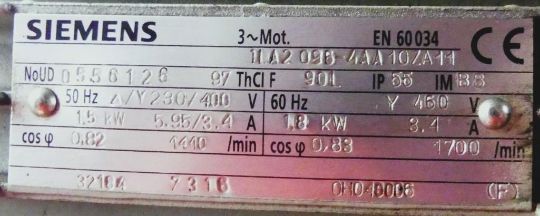 SIEMENS 3~Mot. EN 60034 CE
1LA2 096-4AA10ZA11
NoUD 0556126 97 ThCl F 90L IP 55 IM B3
50 Hz Δ/Y 230/400 V 60 Hz Y 460 V
1,5 kW 5.95/3.4 A 1.8 kW 3.4 A
cos φ 0,82 1410 /min cos φ 0,83 1700 /min
32104 7316 0H040006 (F)